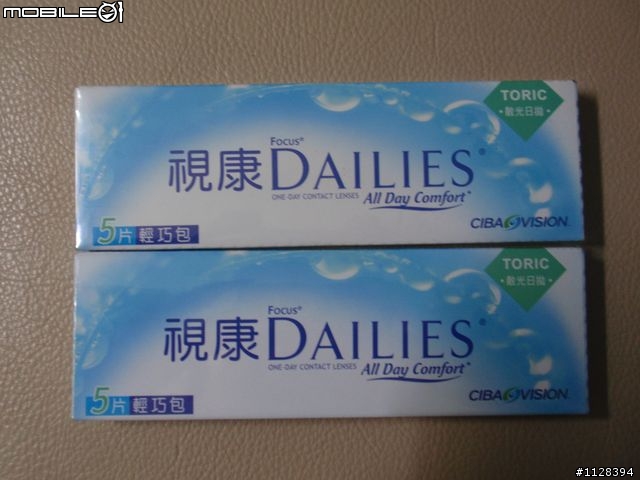 MOBILE01
TORIC
·散光日拋·
Focus®
視康DAILIES®
ONE-DAY CONTACT LENSES
All Day Comfort™
CIBA VISION
5片 輕巧包
TORIC
·散光日拋·
Focus®
視康DAILIES®
ONE-DAY CONTACT LENSES
All Day Comfort™
CIBA VISION
5片 輕巧包
#1128394